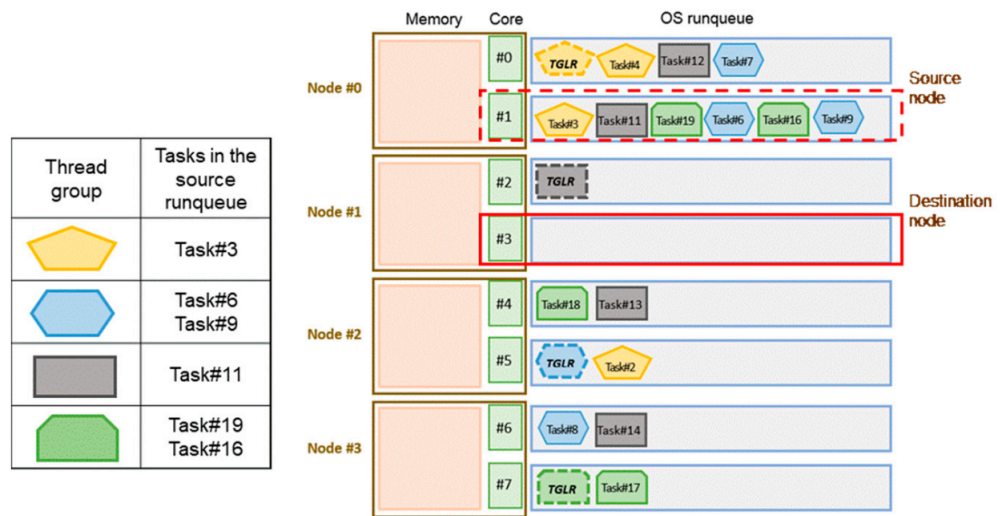 Memory Core OS runqueue
Node #0
#0 TGLR Task#4 Task#12 Task#7
#1 Task#3 Task#11 Task#19 Task#6 Task#16 Task#9
Source
node
Node #1
#2 TGLR
#3
Destination
node
Node #2
#4 Task#18 Task#13
#5 TGLR Task#2
Node #3
#6 Task#8 Task#14
#7 TGLR Task#17
Thread
group
Tasks in the
source
runqueue
Task#3
Task#6
Task#9
Task#11
Task#19
Task#16